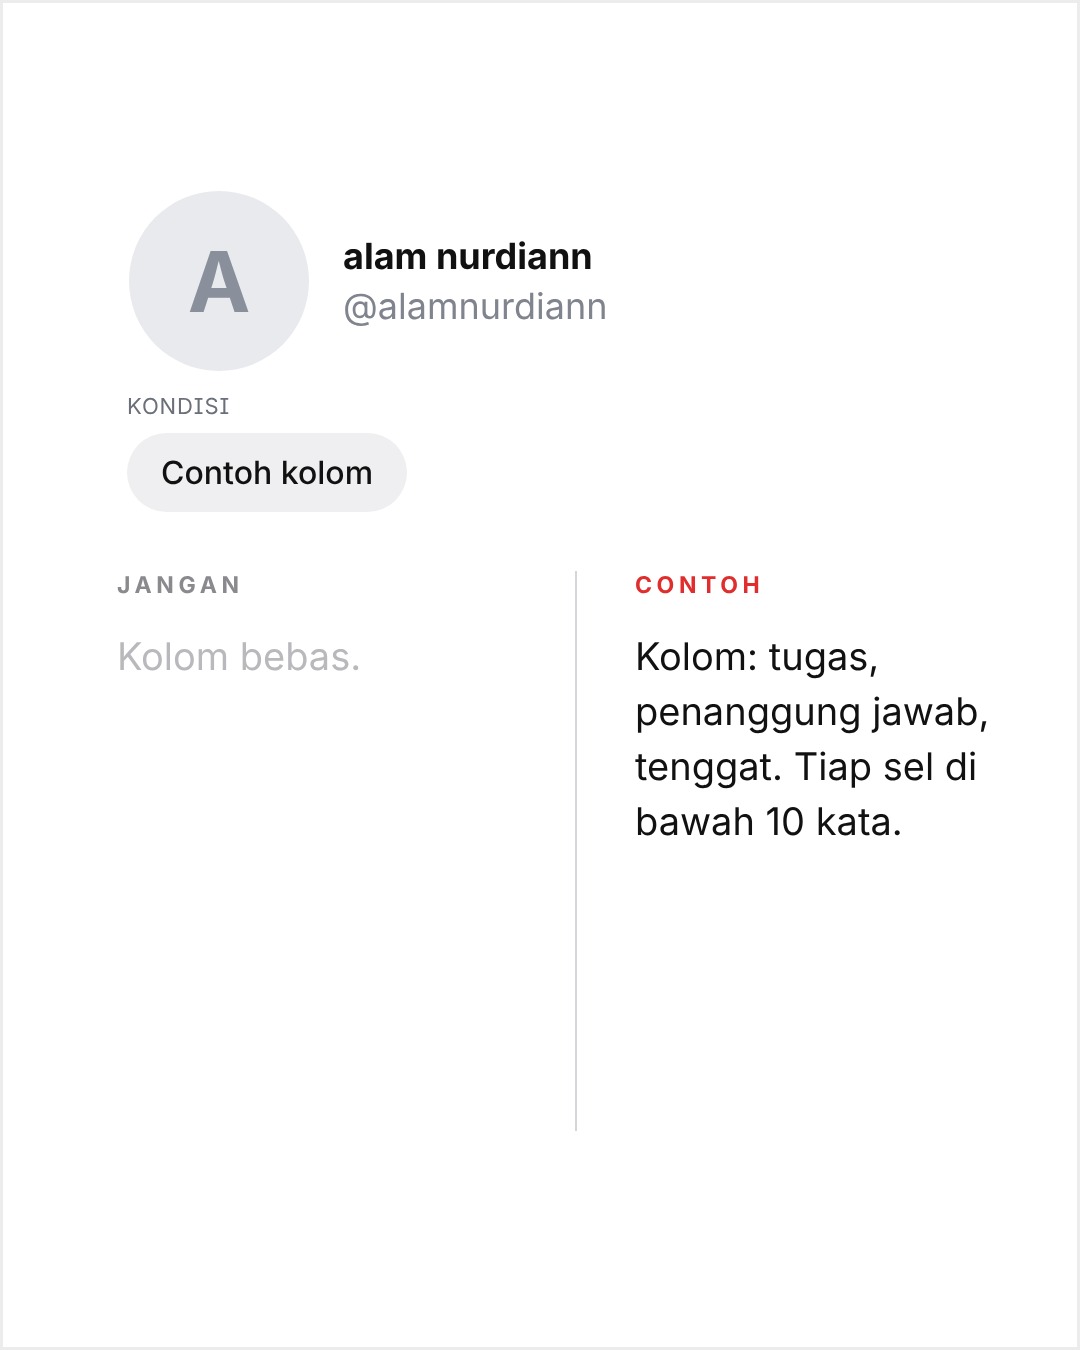 A
alam nurdiann
@alamnurdiann
KONDISI
Contoh kolom
JANGAN
Kolom bebas.
CONTOH
Kolom: tugas,
penanggung jawab,
tenggat. Tiap sel di
bawah 10 kata.